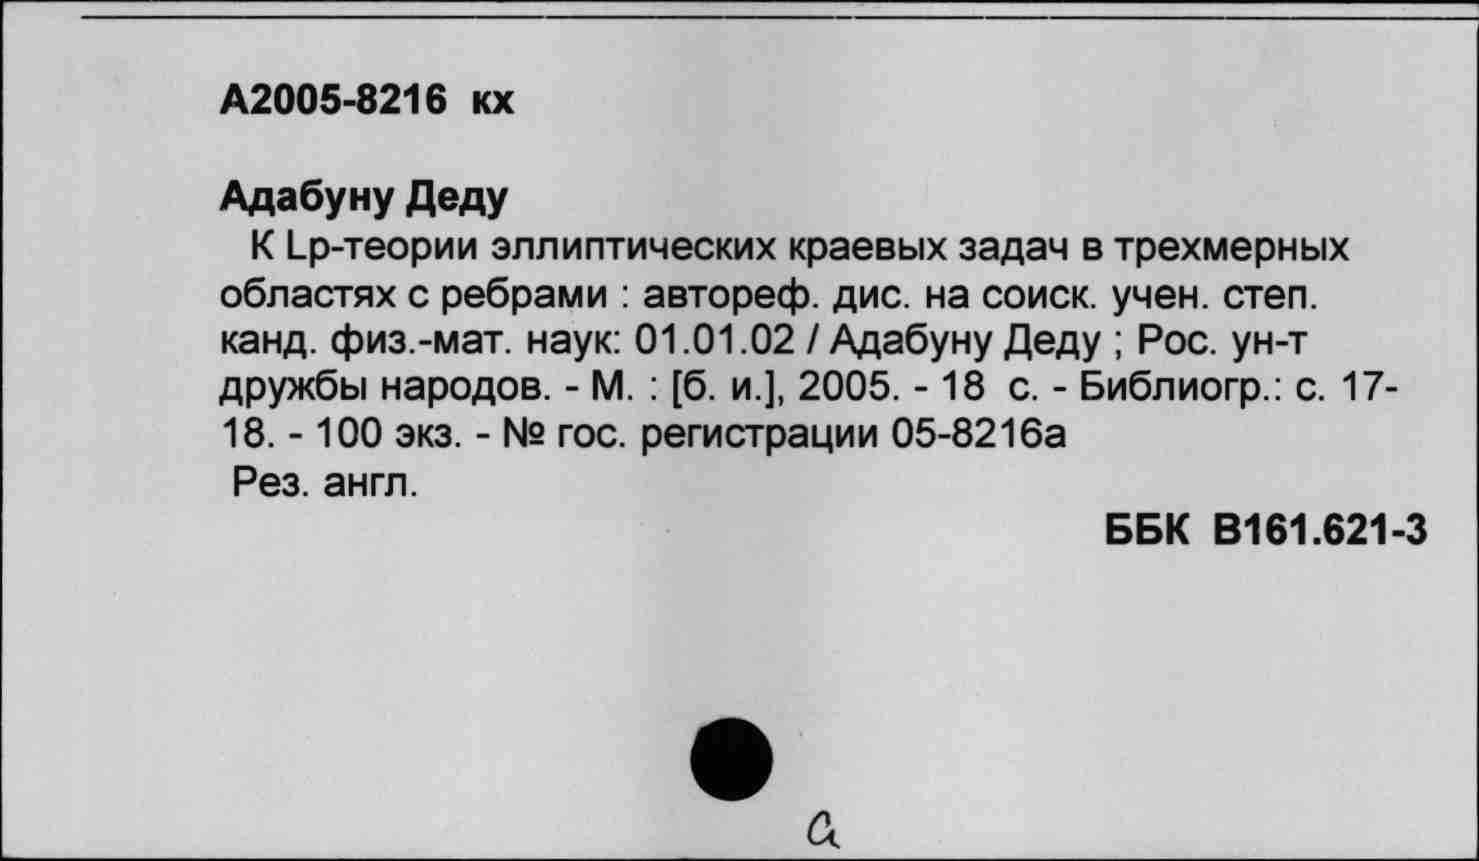 А2005-8216 кх
Адабуну Деду
К Lp-теории эллиптических краевых задач в трехмерных
областях с ребрами : автореф. дис. на соиск. учен. степ.
канд. физ.-мат. наук: 01.01.02 / Адабуну Деду ; Рос. ун-т
дружбы народов. - М. : [б. и.], 2005. - 18 с. - Библиогр.: с. 17-
18. - 100 экз. - № гос. регистрации 05-8216а
Рез. англ.
ББК В161.621-3
а